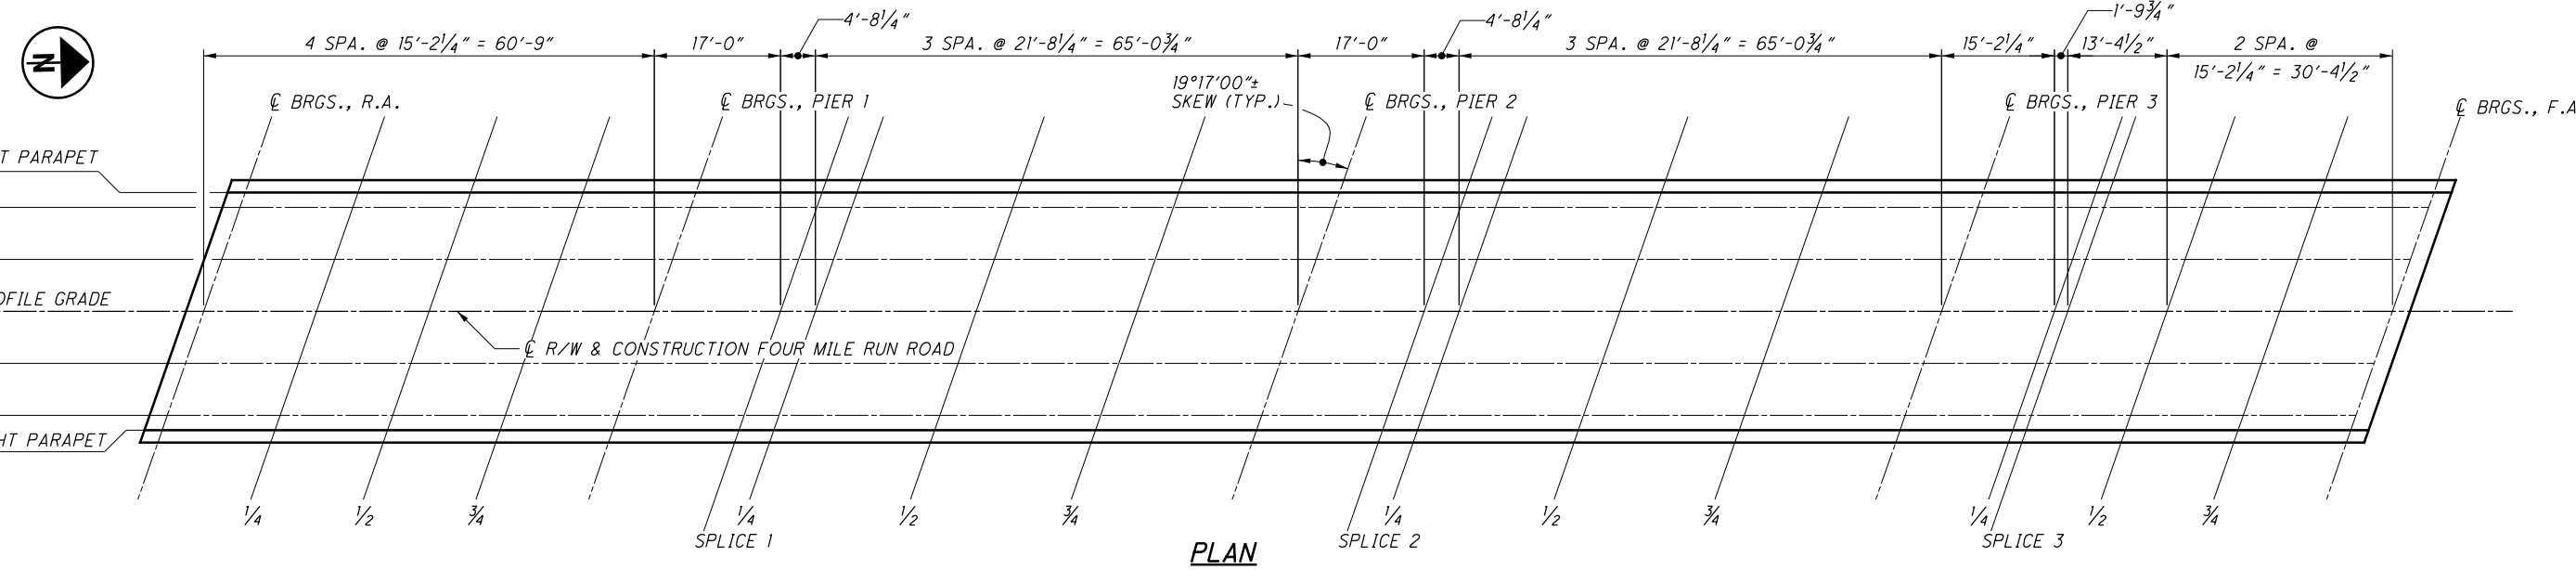 4'-8¼"
4'-8¼"
1'-9¾"
4 SPA. @ 15'-2¼" = 60'-9"
17'-0"
3 SPA. @ 21'-8¼" = 65'-0¾"
17'-0"
3 SPA. @ 21'-8¼" = 65'-0¾"
15'-2¼"
13'-4½"
2 SPA. @
15'-2¼" = 30'-4½"
N
19°17'00"±
SKEW (TYP.)
℄ BRGS., R.A.
℄ BRGS., PIER 1
℄ BRGS., PIER 2
℄ BRGS., PIER 3
℄ BRGS., F.A
T PARAPET
OFILE GRADE
℄ R/W & CONSTRUCTION FOUR MILE RUN ROAD
HT PARAPET
¼
½
¾
¼
½
¾
¼
½
¾
¼
½
¾
SPLICE 1
SPLICE 2
SPLICE 3
PLAN